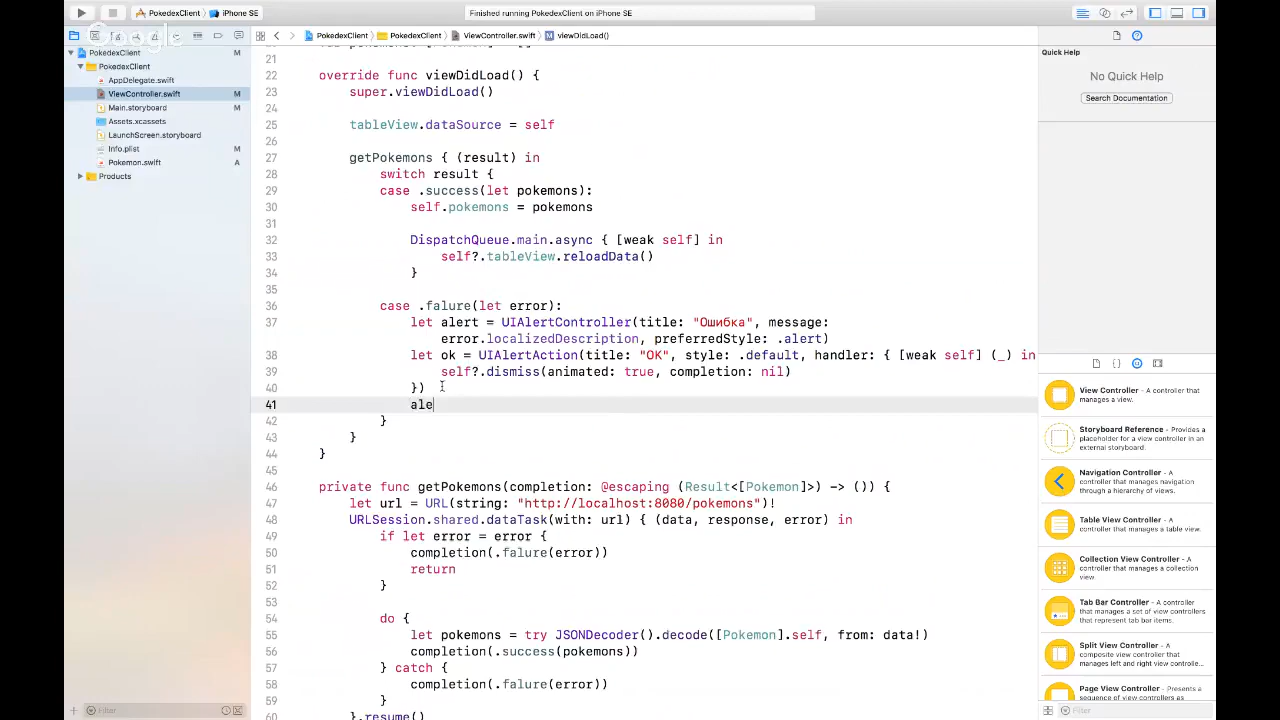 PokedexClient
iPhone SE
Finished running PokedexClient on iPhone SE
Google
PokedexClient
PokedexClient
ViewController.swift
M
viewDidLoad()
PokedexClient
M
PokedexClient
AppDelegate.swift
ViewController.swift
M
Main.storyboard
M
Assets.xcassets
LaunchScreen.storyboard
Info.plist
M
Pokemon.swift
A
Products
Filter
21
22 override func viewDidLoad() {
23 super.viewDidLoad()
24
25 tableView.dataSource = self
26
27 getPokemons { (result) in
28 switch result {
29 case .success(let pokemons):
30 self.pokemons = pokemons
31
32 DispatchQueue.main.async { [weak self] in
33 self?.tableView.reloadData()
34 }
35
36 case .falure(let error):
37 let alert = UIAlertController(title: "Ошибка", message:
error.localizedDescription, preferredStyle: .alert)
38 let ok = UIAlertAction(title: "OK", style: .default, handler: { [weak self] (_) in
39 self?.dismiss(animated: true, completion: nil)
40 })
41 ale
42 }
43 }
44 }
45
46 private func getPokemons(completion: @escaping (Result<[Pokemon]>) -> ()) {
47 let url = URL(string: "http://localhost:8080/pokemons")!
48 URLSession.shared.dataTask(with: url) { (data, response, error) in
49 if let error = error {
50 completion(.falure(error))
51 return
52 }
53
54 do {
55 let pokemons = try JSONDecoder().decode([Pokemon].self, from: data!)
56 completion(.success(pokemons))
57 } catch {
58 completion(.falure(error))
59 }
60 }.resume()
Quick Help
No Quick Help
Search Documentation
View Controller - A controller that
manages a view.
Storyboard Reference - Provides a
placeholder for a view controller in an
external storyboard.
Navigation Controller - A
controller that manages navigation
through a hierarchy of views.
Table View Controller - A
controller that manages a table view.
Collection View Controller - A
controller that manages a collection
view.
Tab Bar Controller - A controller
that manages a set of view controllers
that represent tab bar items.
Split View Controller - A
composite view controller that
manages left and right view controlle...
Page View Controller - Presents a
sequence of view controllers as
Filter